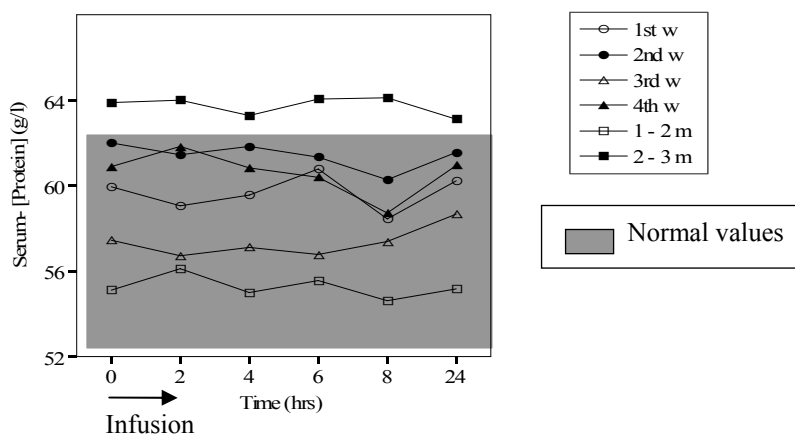 1st w
2nd w
3rd w
4th w
1 - 2 m
2 - 3 m
Normal values
Serum- [Protein] (g/l)
64
60
56
52
0 2 4 6 8 24
Time (hrs)
Infusion